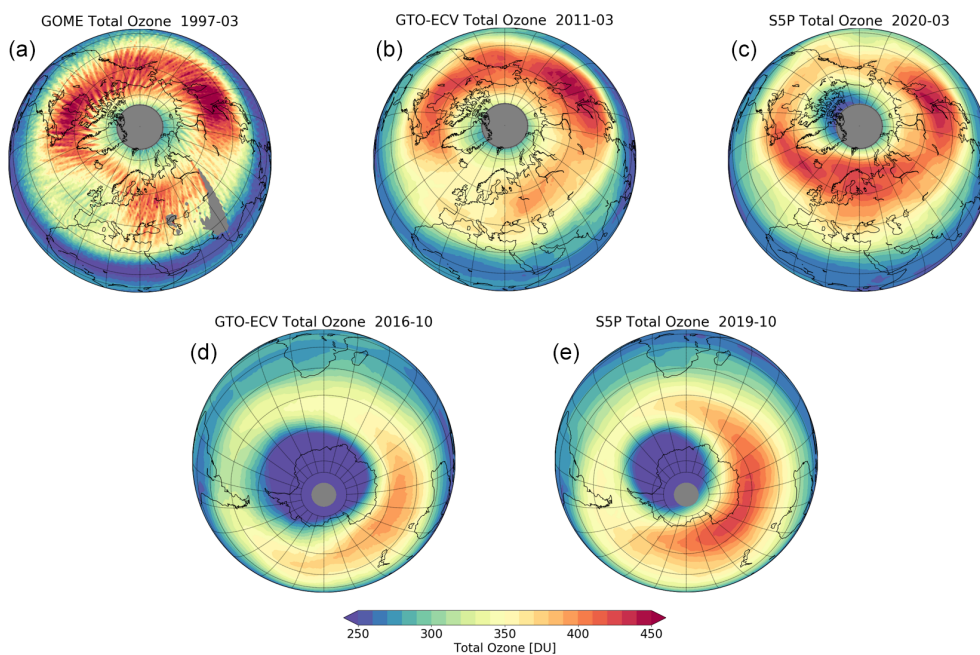 GOME Total Ozone 1997-03
(a)
GTO-ECV Total Ozone 2011-03
(b)
S5P Total Ozone 2020-03
(c)
GTO-ECV Total Ozone 2016-10
(d)
S5P Total Ozone 2019-10
(e)
250 300 350 400 450
Total Ozone [DU]